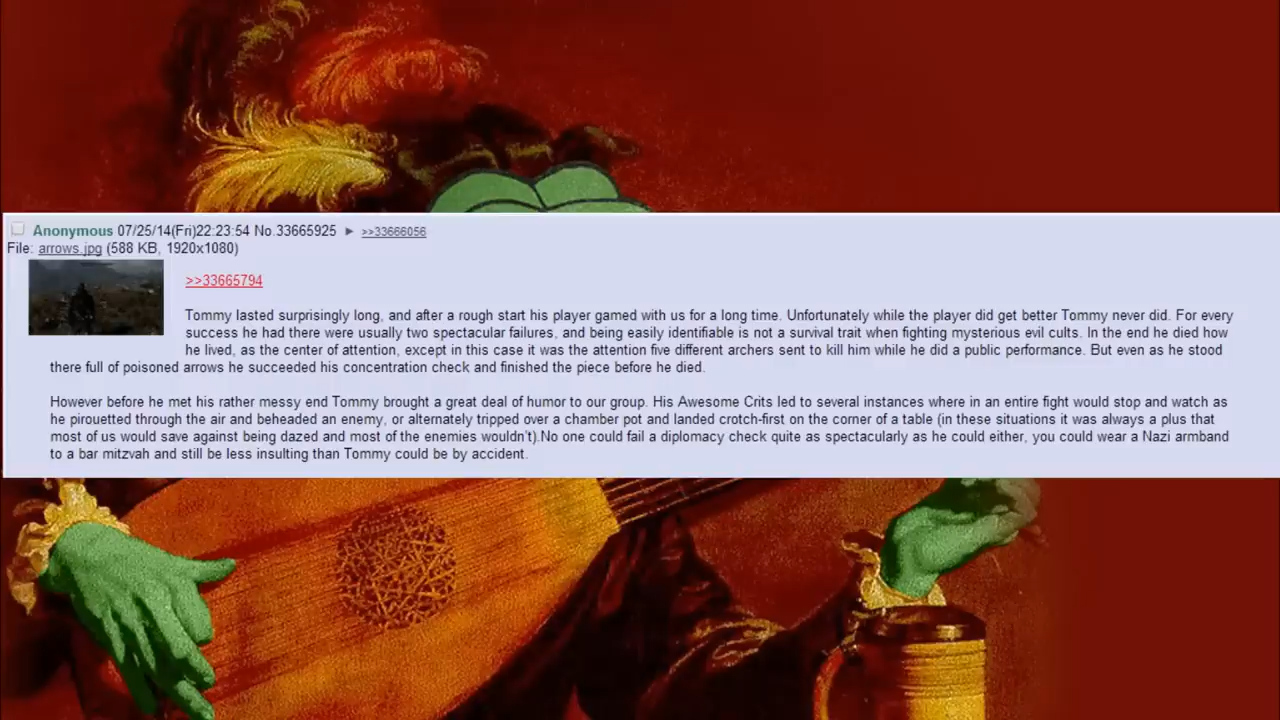 Anonymous 07/25/14(Fri)22:23:54 No.33665925 ▶ >>33666056
File: arrows.jpg (588 KB, 1920x1080)
>>33665794
Tommy lasted surprisingly long, and after a rough start his player gamed with us for a long time. Unfortunately while the player did get better Tommy never did. For every
success he had there were usually two spectacular failures, and being easily identifiable is not a survival trait when fighting mysterious evil cults. In the end he died how
he lived, as the center of attention, except in this case it was the attention five different archers sent to kill him while he did a public performance. But even as he stood
there full of poisoned arrows he succeeded his concentration check and finished the piece before he died.
However before he met his rather messy end Tommy brought a great deal of humor to our group. His Awesome Crits led to several instances where in an entire fight would stop and watch as
he pirouetted through the air and beheaded an enemy, or alternately tripped over a chamber pot and landed crotch-first on the corner of a table (in these situations it was always a plus that
most of us would save against being dazed and most of the enemies wouldn't).No one could fail a diplomacy check quite as spectacularly as he could either, you could wear a Nazi armband
to a bar mitzvah and still be less insulting than Tommy could be by accident.